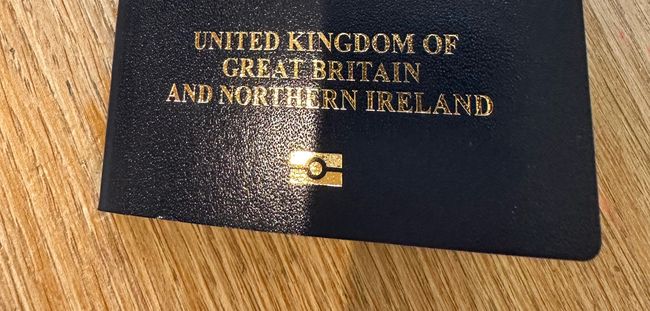 UNITED KINGDOM OF
GREAT BRITAIN
AND NORTHERN IRELAND